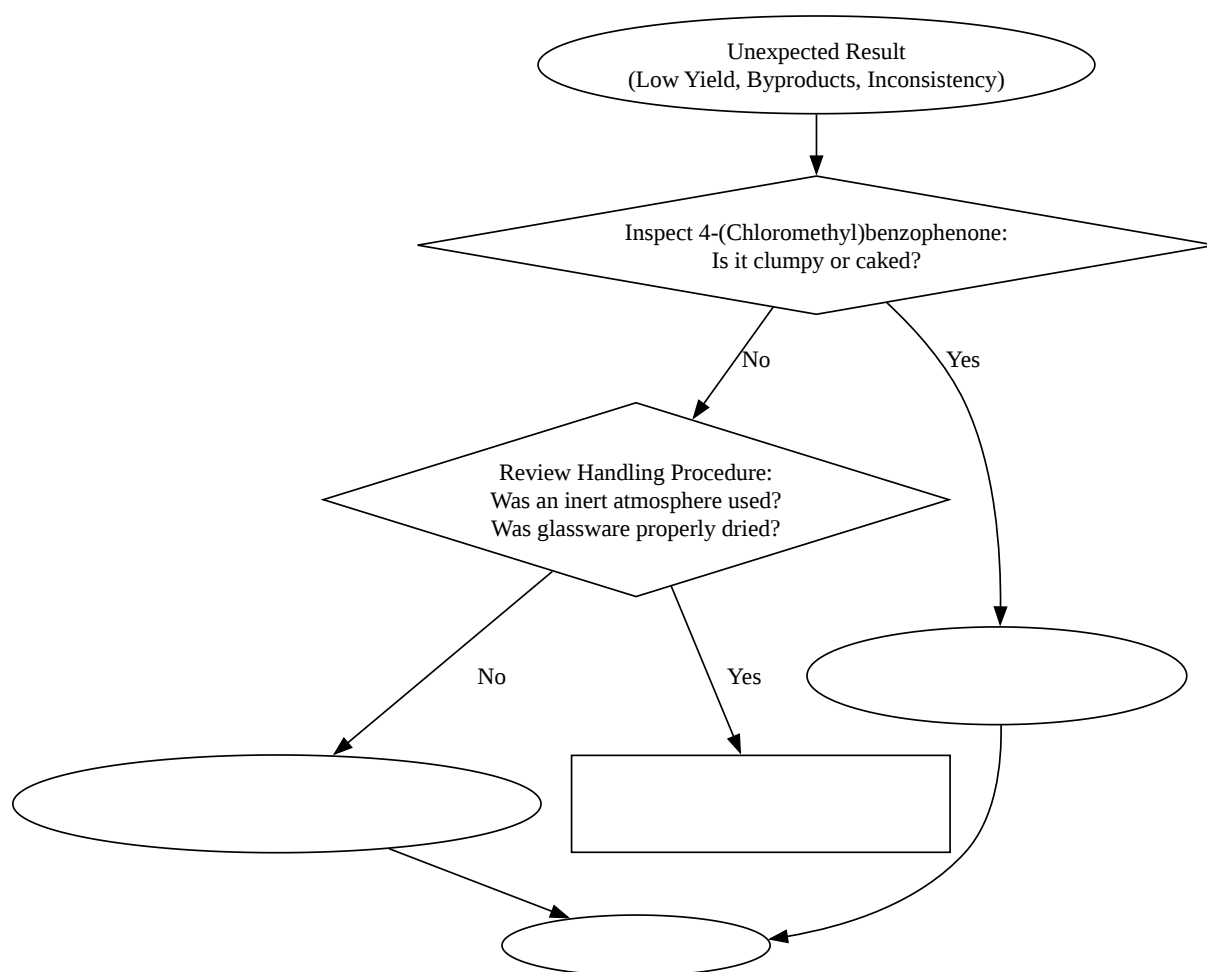 Unexpected Result
(Low Yield, Byproducts, Inconsistency)
Inspect 4-(Chloromethyl)benzophenone:
Is it clumpy or caked?
No
Yes
Review Handling Procedure:
Was an inert atmosphere used?
Was glassware properly dried?
No
Yes